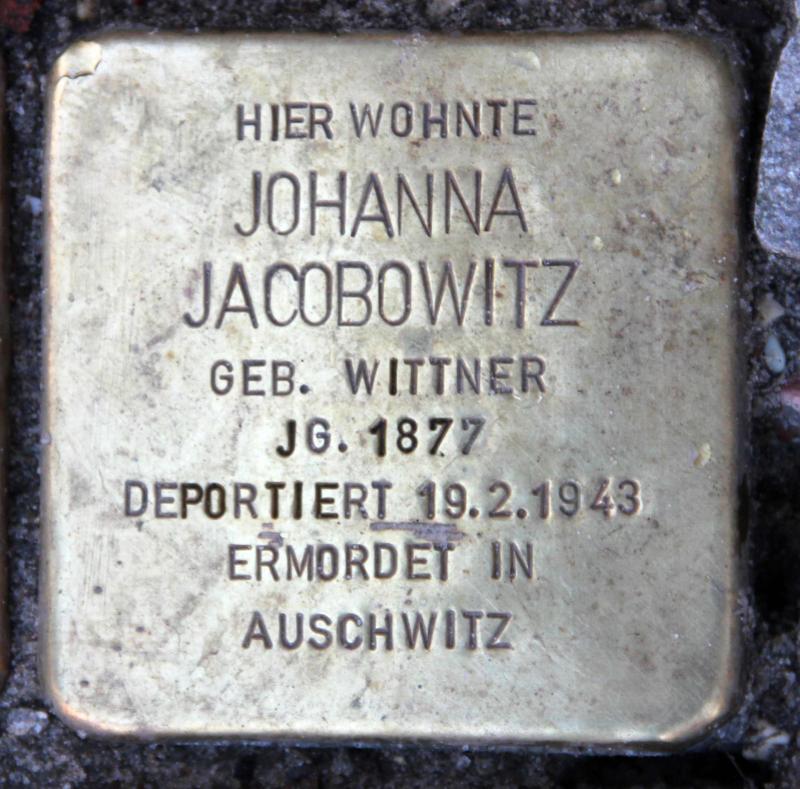 HIER WOHNTE
JOHANNA
JACOBOWITZ
GEB. WITTNER
JG. 1877
DEPORTIERT 19.2.1943
ERMORDET IN
AUSCHWITZ